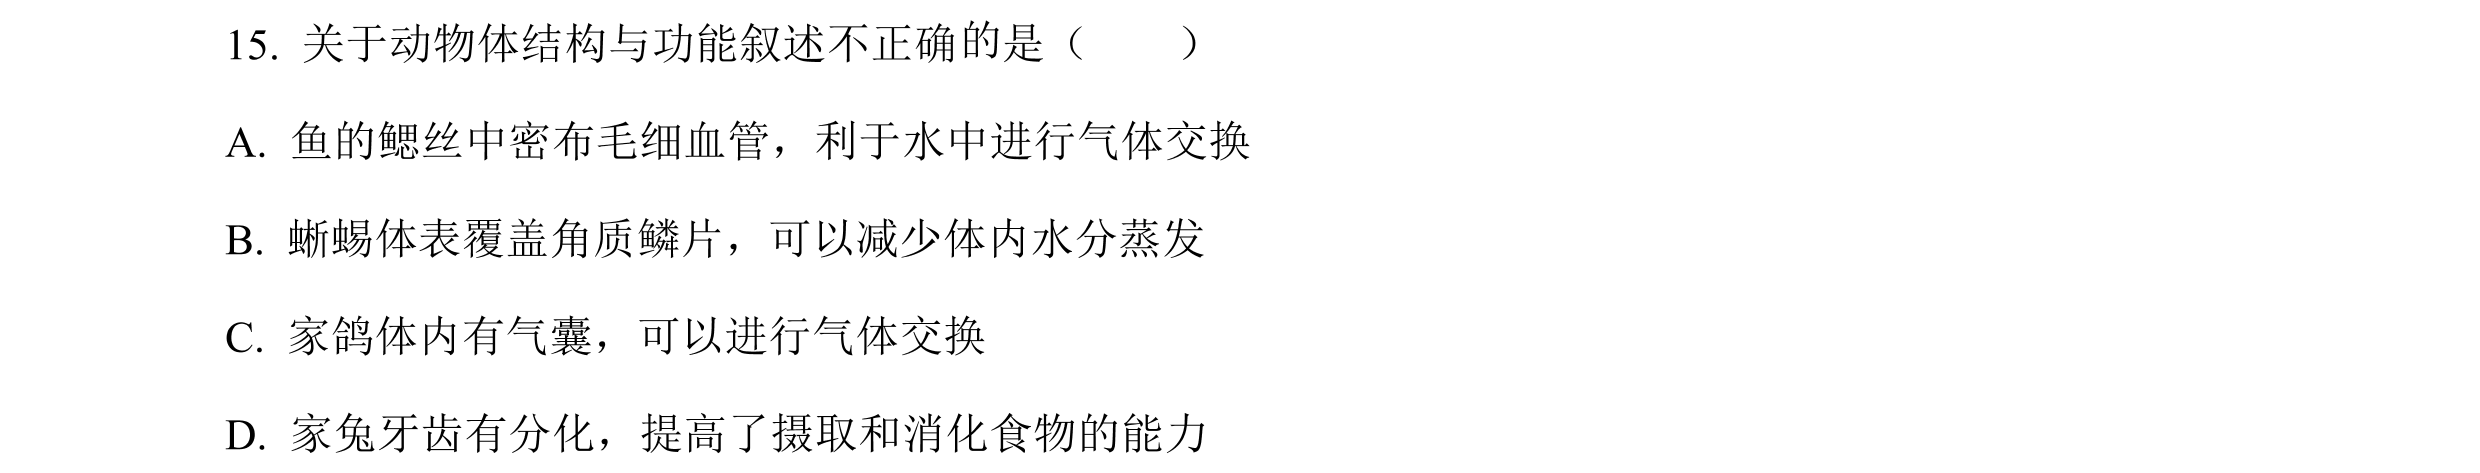 15. 关于动物体结构与功能叙述不正确的是（　　）
A. 鱼的鳃丝中密布毛细血管，利于水中进行气体交换
B. 蜥蜴体表覆盖角质鳞片，可以减少体内水分蒸发
C. 家鸽体内有气囊，可以进行气体交换
D. 家兔牙齿有分化，提高了摄取和消化食物的能力